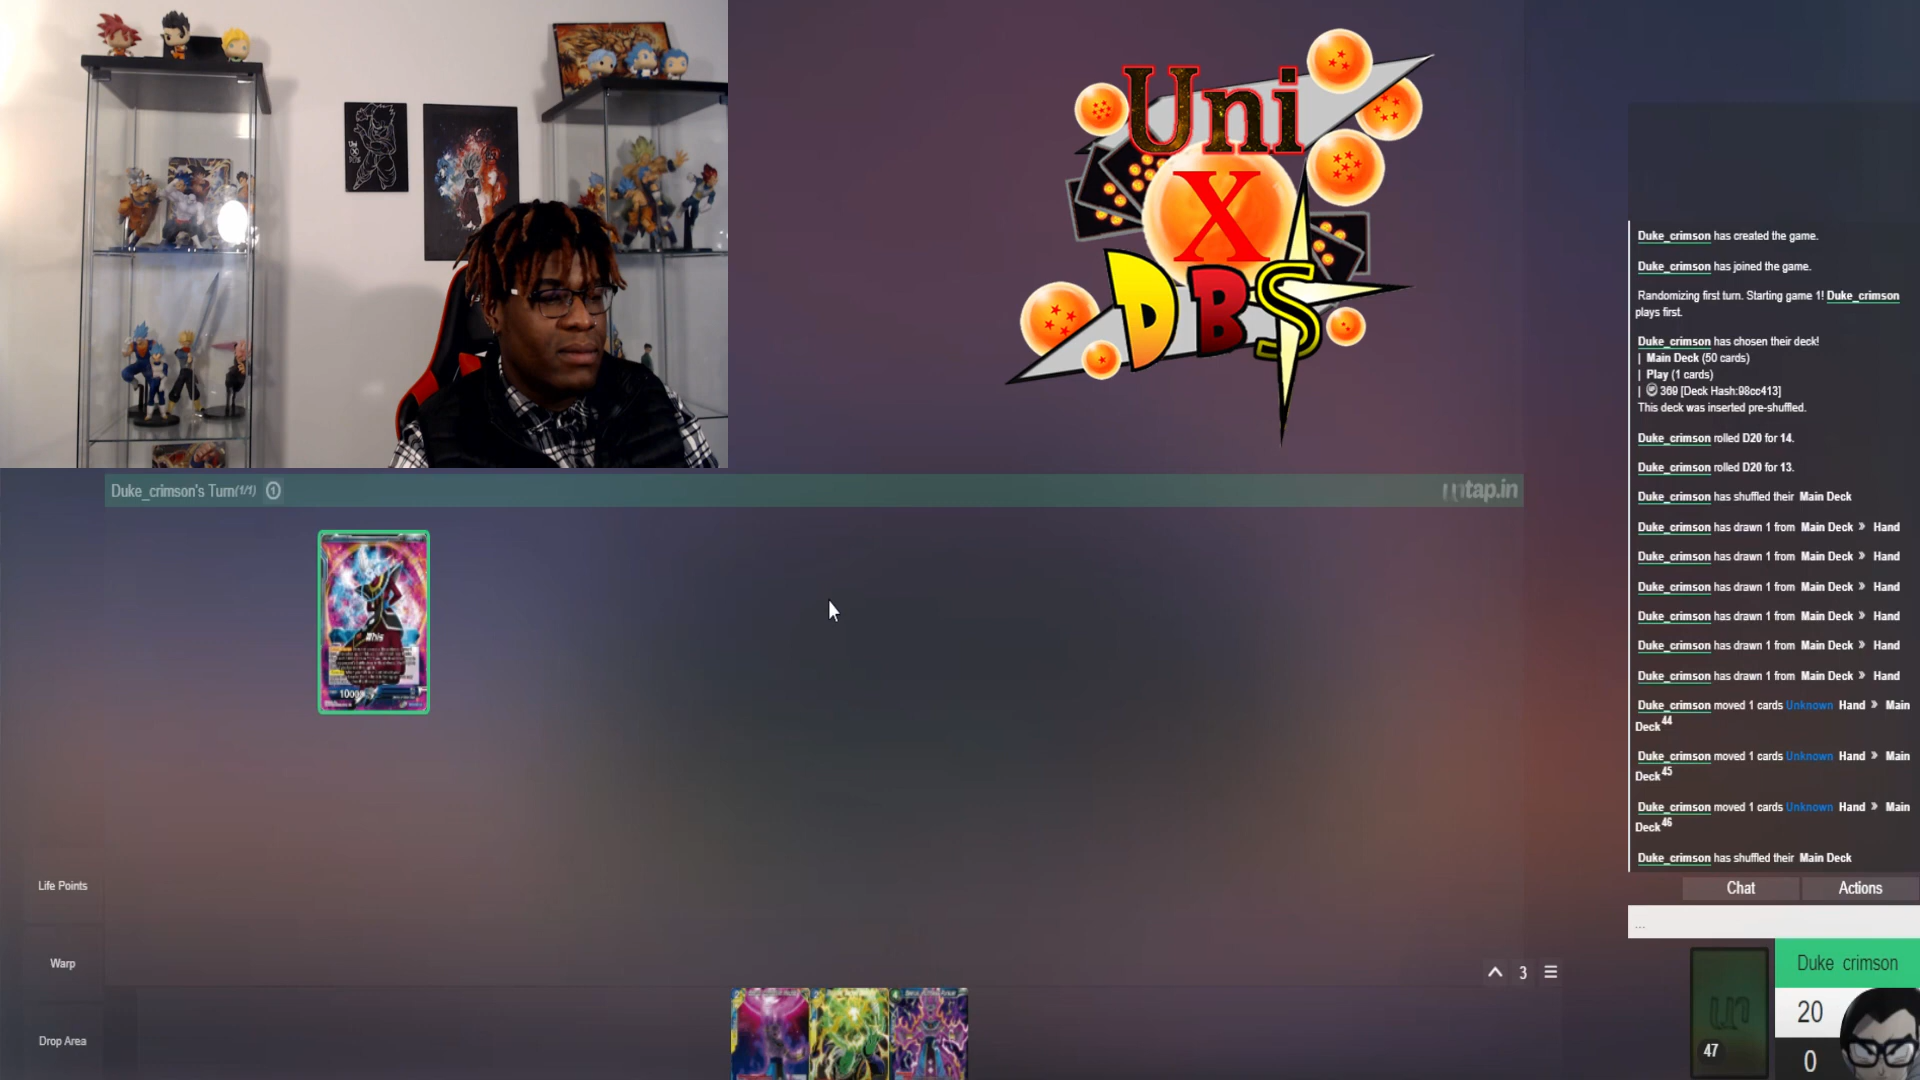 Uni
X
DBS
Duke_crimson has created the game.
Duke_crimson has joined the game.
Randomizing first turn. Starting game 1! Duke_crimson
plays first.
Duke_crimson has chosen their deck!
| Main Deck (50 cards)
| Play (1 cards)
| 369 [Deck Hash:98cc413]
This deck was inserted pre-shuffled.
Duke_crimson rolled D20 for 14.
Duke_crimson rolled D20 for 13.
Duke_crimson has shuffled their Main Deck
Duke_crimson has drawn 1 from Main Deck » Hand
Duke_crimson has drawn 1 from Main Deck » Hand
Duke_crimson has drawn 1 from Main Deck » Hand
Duke_crimson has drawn 1 from Main Deck » Hand
Duke_crimson has drawn 1 from Main Deck » Hand
Duke_crimson has drawn 1 from Main Deck » Hand
Duke_crimson moved 1 cards Unknown Hand » Main
Deck 44
Duke_crimson moved 1 cards Unknown Hand » Main
Deck 45
Duke_crimson moved 1 cards Unknown Hand » Main
Deck 46
Duke_crimson has shuffled their Main Deck
Chat Actions
...
Duke_crimson's Turn(1/1) 1
untap.in
Whis
Life Points
Warp
Drop Area
3
47
Duke crimson
20
0